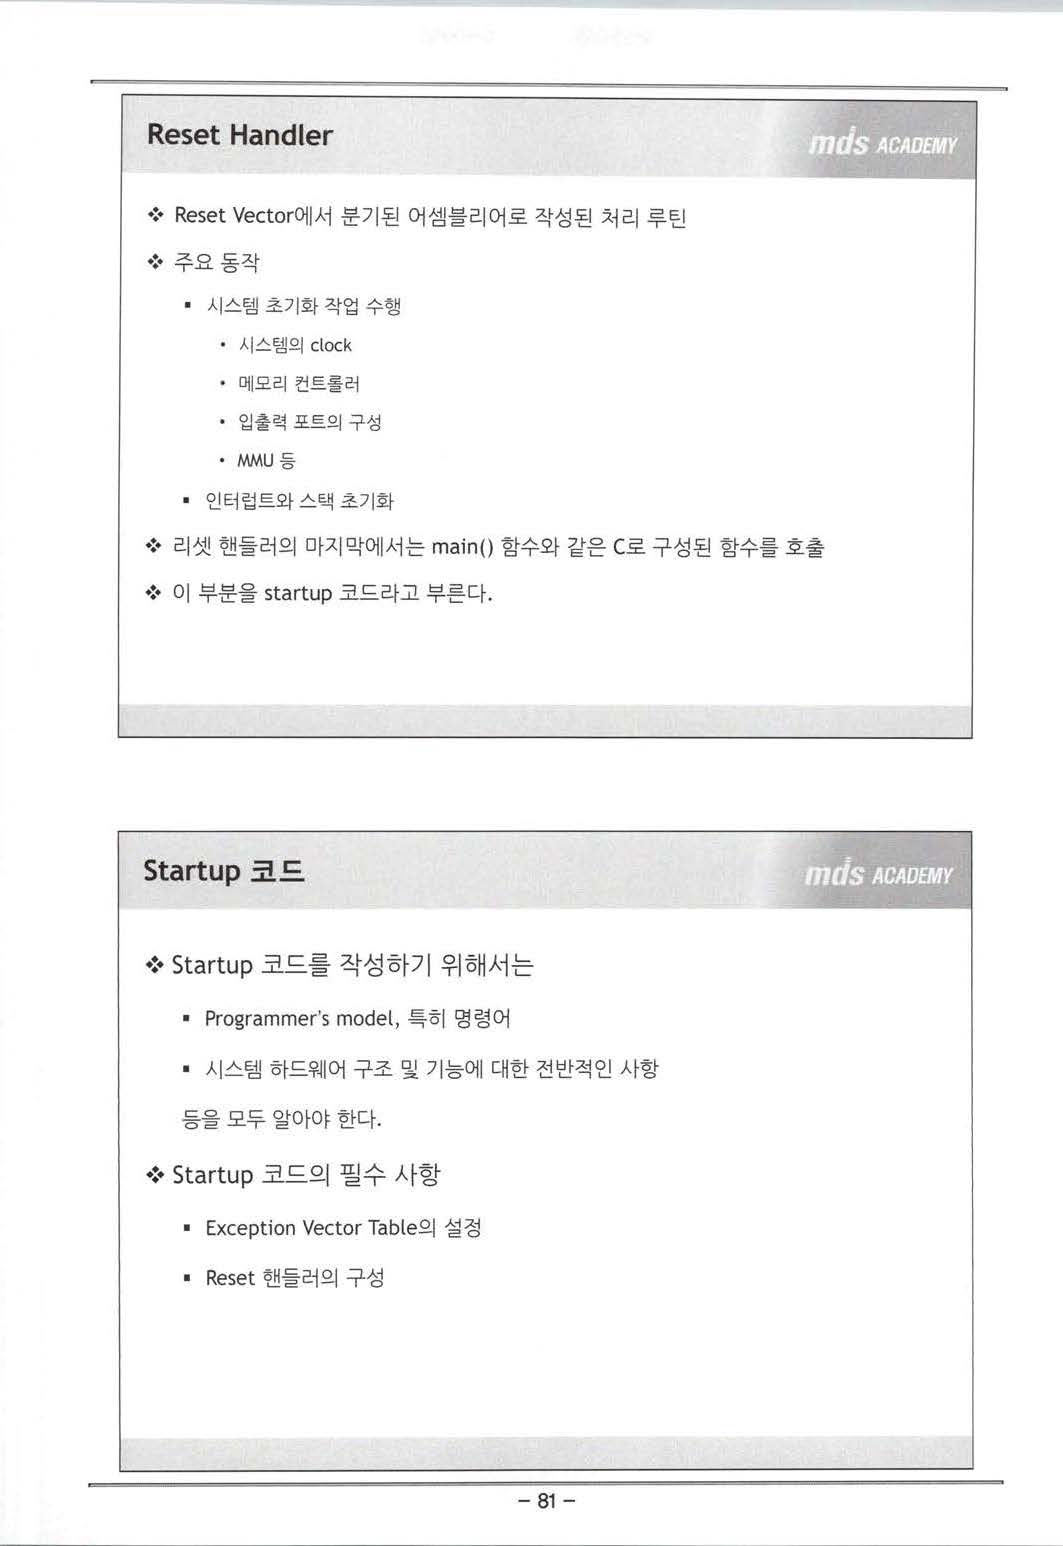 Reset Handler
mds ACADEMY
❖ Reset Vector에서 분기된 어셈블리어로 작성된 처리 루틴
❖ 주요 동작
▪ 시스템 초기화 작업 수행
• 시스템의 clock
• 메모리 컨트롤러
• 입출력 포트의 구성
• MMU 등
▪ 인터럽트와 스택 초기화
❖ 리셋 핸들러의 마지막에서는 main() 함수와 같은 C로 구성된 함수를 호출
❖ 이 부분을 startup 코드라고 부른다.
Startup 코드
mds ACADEMY
❖ Startup 코드를 작성하기 위해서는
▪ Programmer's model, 특히 명령어
▪ 시스템 하드웨어 구조 및 기능에 대한 전반적인 사항
등을 모두 알아야 한다.
❖ Startup 코드의 필수 사항
▪ Exception Vector Table의 설정
▪ Reset 핸들러의 구성
– 81 –